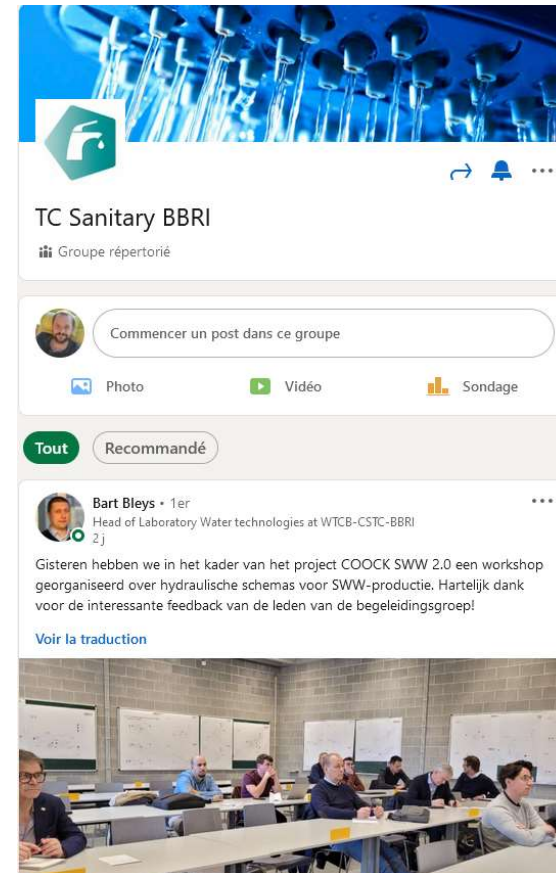 TC Sanitary BBRI
Groupe répertorié
Commencer un post dans ce groupe
Photo
Vidéo
Sondage
Tout
Recommandé
Bart Bleys • 1er
Head of Laboratory Water technologies at WTCB-CSTC-BBRI
2 j
Gisteren hebben we in het kader van het project COOCK SWW 2.0 een workshop
georganiseerd over hydraulische schemas voor SWW-productie. Hartelijk dank
voor de interessante feedback van de leden van de begeleidingsgroep!
Voir la traduction